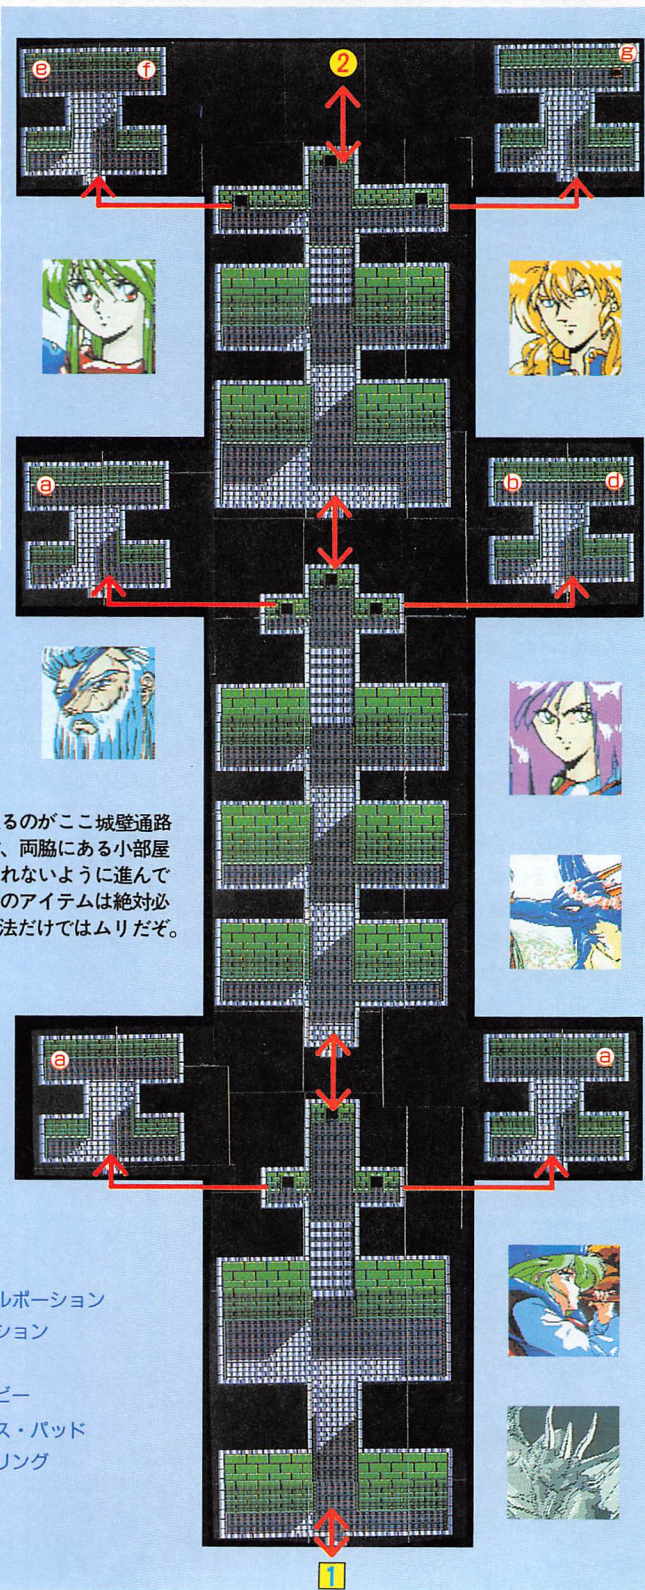 e
f
2
g
a
b
d
るのがここ城壁通路
、両脇にある小部屋
れないように進んで
のアイテムは絶対必
法だけではムリだぞ。
a
a
ルポーション
ション
ビー
ス・パッド
リング
1